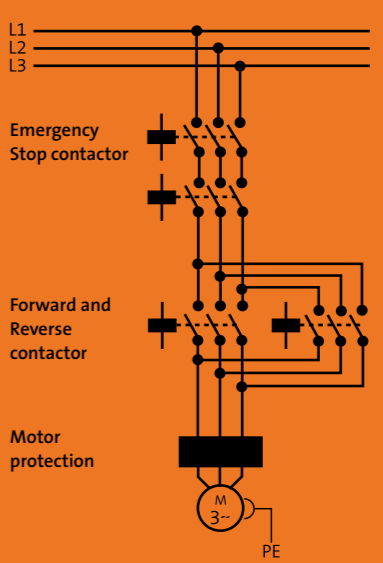 L1
L2
L3
Emergency
Stop contactor
Forward and
Reverse
contactor
Motor
protection
M
3~
PE